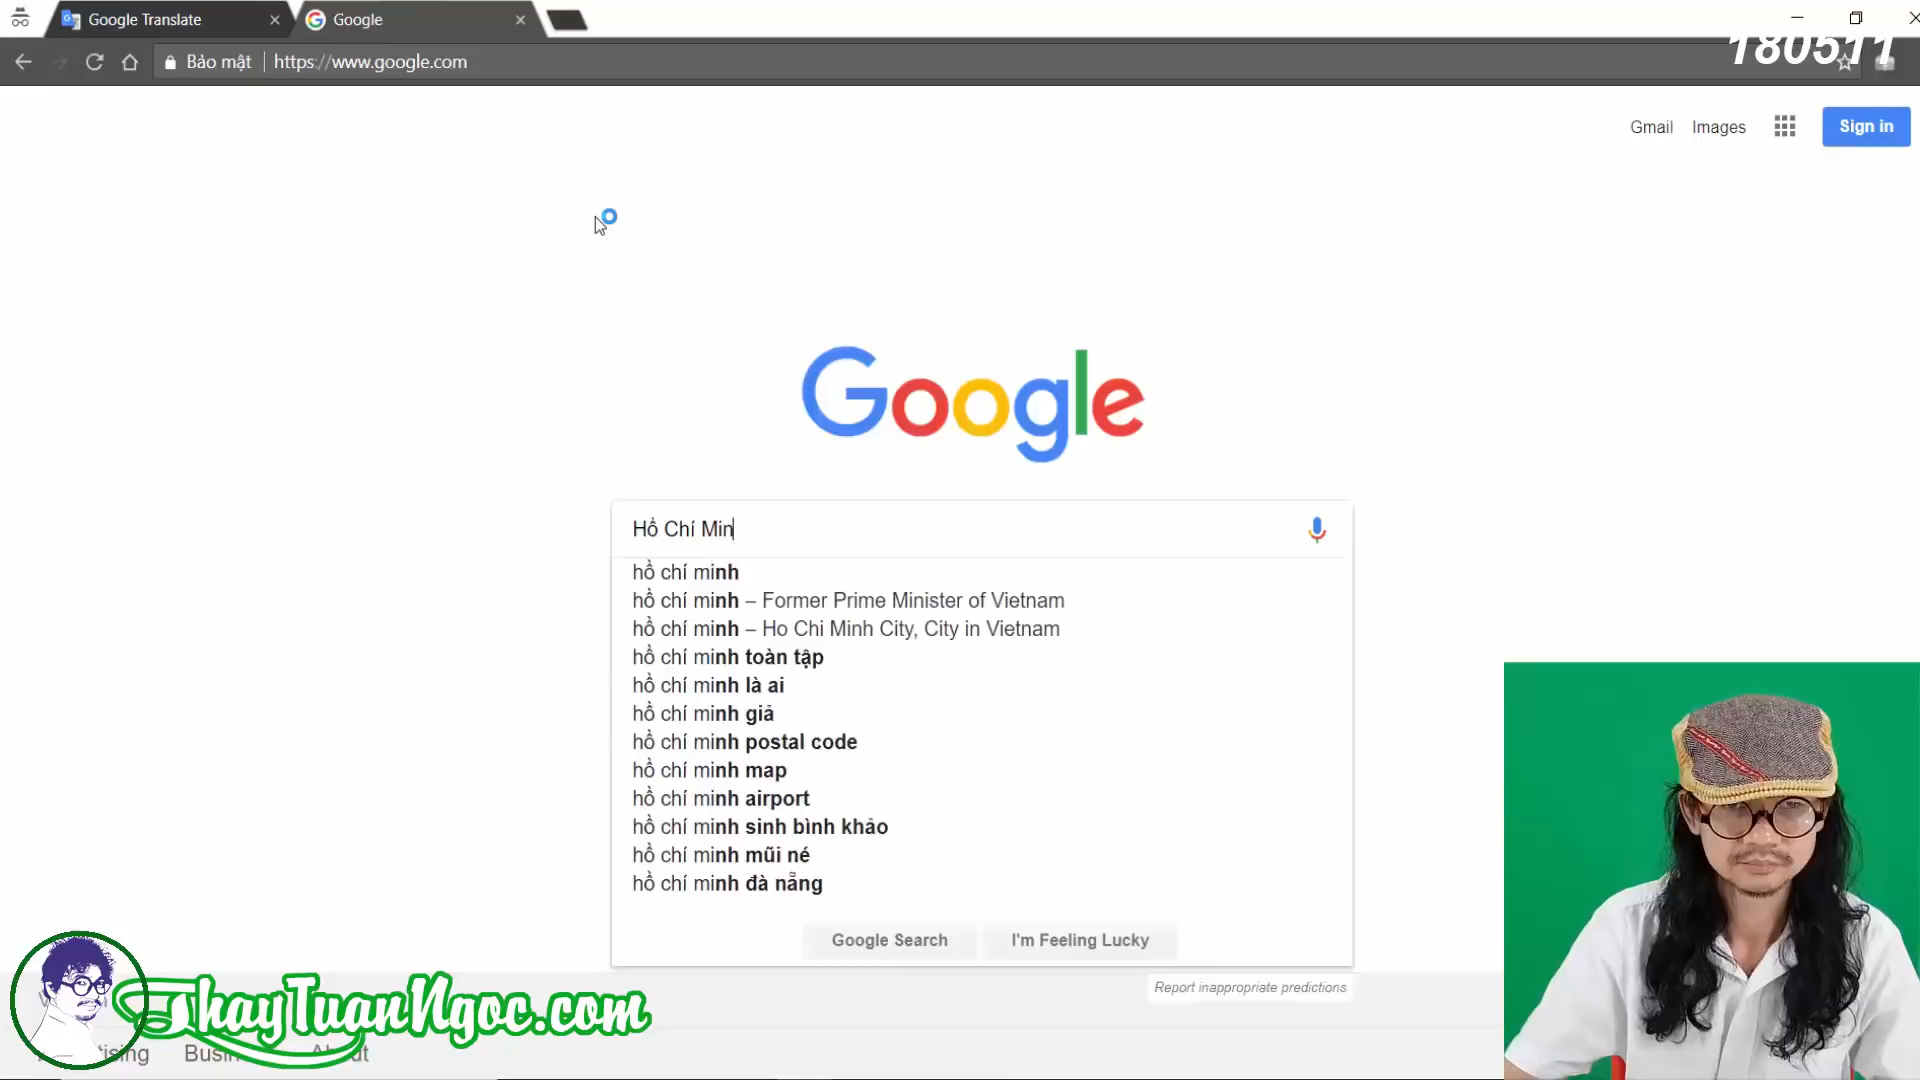 Google Translate
Google
180511
Bảo mật
https://www.google.com
Gmail
Images
Sign in
Google
Hồ Chí Min
hồ chí minh
hồ chí minh – Former Prime Minister of Vietnam
hồ chí minh – Ho Chi Minh City, City in Vietnam
hồ chí minh toàn tập
hồ chí minh là ai
hồ chí minh giả
hồ chí minh postal code
hồ chí minh map
hồ chí minh airport
hồ chí minh sinh bình khảo
hồ chí minh mũi né
hồ chí minh đà nẵng
Google Search
I'm Feeling Lucky
Report inappropriate predictions
ThayTuanNgoc.com